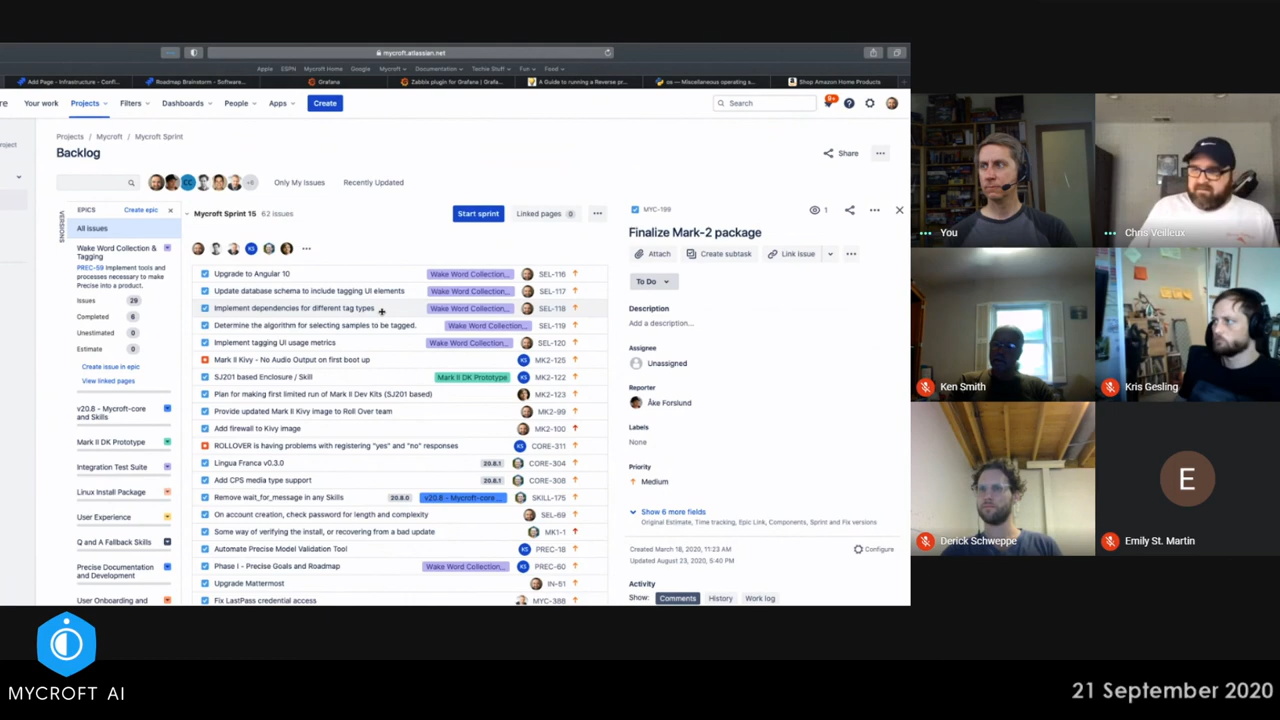 mycroft.atlassian.net
Apple ESPN Mycroft Home Google Mycroft Documentation Techie Stuff Fun Food
Add Page - Infrastructure - Confl... Roadmap Brainstorm - Software... Grafana Zabbix plugin for Grafana | Grafa... A Guide to running a Reverse pr... os — Miscellaneous operating s... Shop Amazon Home Products
Your work Projects Filters Dashboards People Apps Create Search 9+
Projects / Mycroft / Mycroft Sprint
Backlog
Share
Only My Issues Recently Updated
VERSIONS
EPICS Create epic
All issues
Wake Word Collection &
Tagging
PREC-59 Implement tools and
processes necessary to make
Precise into a product.
Issues 29
Completed 6
Unestimated 0
Estimate 0
Create issue in epic
View linked pages
v20.8 - Mycroft-core
and Skills
Mark II DK Prototype
Integration Test Suite
Linux Install Package
User Experience
Q and A Fallback Skills
Precise Documentation
and Development
User Onboarding and
Mycroft Sprint 15 62 issues
Start sprint Linked pages 0
Upgrade to Angular 10 Wake Word Collection... SEL-116
Update database schema to include tagging UI elements Wake Word Collection... SEL-117
Implement dependencies for different tag types Wake Word Collection... SEL-118
Determine the algorithm for selecting samples to be tagged. Wake Word Collection... SEL-119
Implement tagging UI usage metrics Wake Word Collection... SEL-120
Mark II Kivy - No Audio Output on first boot up KS MK2-125
SJ201 based Enclosure / Skill Mark II DK Prototype KS MK2-122
Plan for making first limited run of Mark II Dev Kits (SJ201 based) MK2-123
Provide updated Mark II Kivy image to Roll Over team KS MK2-99
Add firewall to Kivy image KS MK2-100
ROLLOVER is having problems with registering "yes" and "no" responses KS CORE-311
Lingua Franca v0.3.0 20.8.1 CORE-304
Add CPS media type support 20.8.1 CORE-308
Remove wait_for_message in any Skills 20.8.0 v20.8 - Mycroft-core... SKILL-175
On account creation, check password for length and complexity SEL-69
Some way of verifying the install, or recovering from a bad update MK1-1
Automate Precise Model Validation Tool PREC-18
Phase I - Precise Goals and Roadmap Wake Word Collection... PREC-60
Upgrade Mattermost IN-51
Fix LastPass credential access MYC-388
MYC-199 1
Finalize Mark-2 package
Attach Create subtask Link issue
To Do
Description
Add a description...
Assignee
Unassigned
Reporter
Åke Forslund
Labels
None
Priority
Medium
Show 6 more fields
Original Estimate, Time tracking, Epic Link, Components, Sprint and Fix versions
Created March 18, 2020, 11:23 AM
Updated August 23, 2020, 5:40 PM
Configure
Activity
Show: Comments History Work log
You
Chris Veilleux
Ken Smith
Kris Gesling
Derick Schweppe
E
Emily St. Martin
MYCROFT AI
21 September 2020